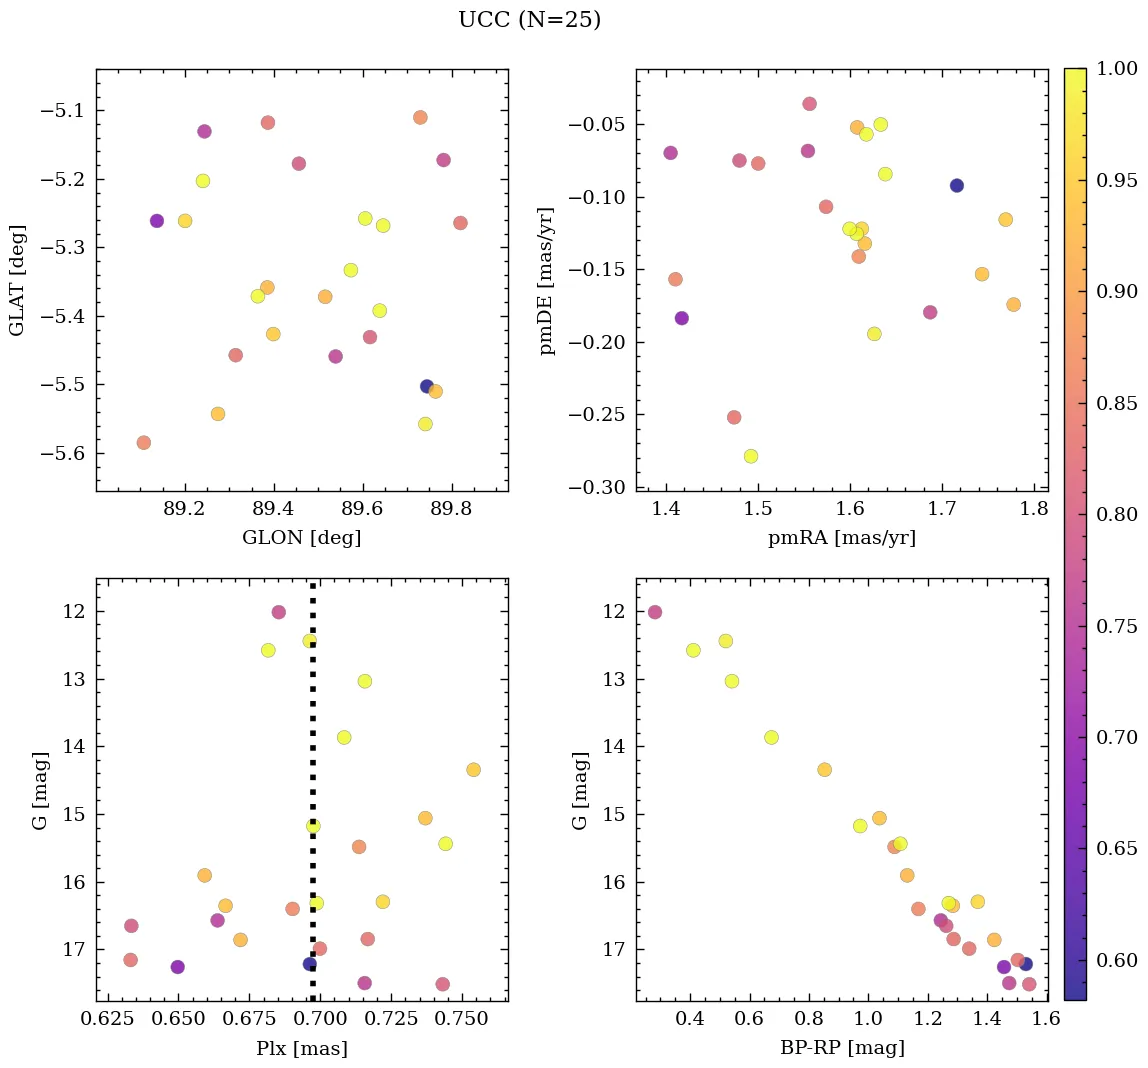 UCC (N=25)
−5.1
−5.2
−5.3
−5.4
−5.5
−5.6
GLAT [deg]
89.2 89.4 89.6 89.8
GLON [deg]
−0.05
−0.10
−0.15
−0.20
−0.25
−0.30
pmDE [mas/yr]
1.4 1.5 1.6 1.7 1.8
pmRA [mas/yr]
12
13
14
15
16
17
G [mag]
0.625 0.650 0.675 0.700 0.725 0.750
Plx [mas]
12
13
14
15
16
17
G [mag]
0.4 0.6 0.8 1.0 1.2 1.4 1.6
BP-RP [mag]
1.00
0.95
0.90
0.85
0.80
0.75
0.70
0.65
0.60